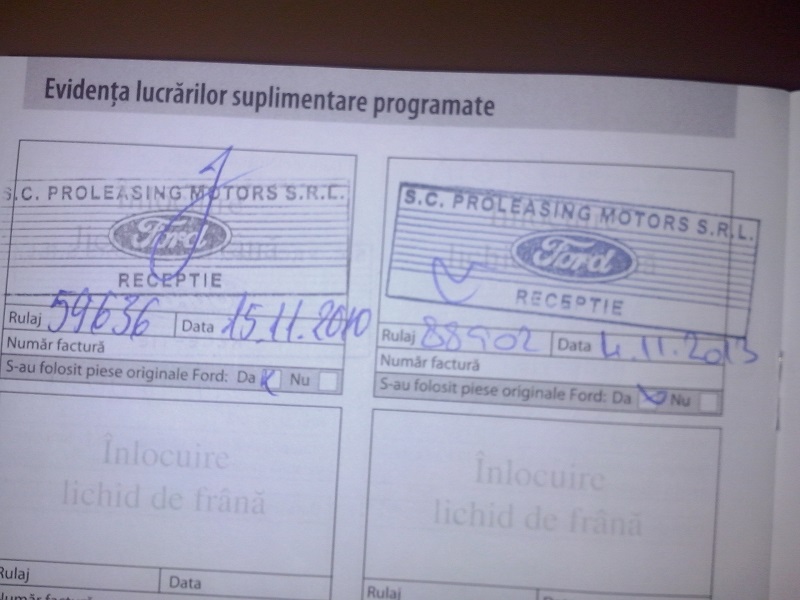 Evidența lucrărilor suplimentare programate
S.C. PROLEASING MOTORS S.R.L.
Ford
RECEPTIE
Rulaj 59636 Data 15.11.2010
Număr factură
S-au folosit piese originale Ford: Da Nu
S.C. PROLEASING MOTORS S.R.L.
Ford
RECEPTIE
Rulaj 88902 Data 4.11.2013
Număr factură
S-au folosit piese originale Ford: Da Nu
Înlocuire
lichid de frână
Rulaj Data
Număr factură
Înlocuire
lichid de frână
Rulaj